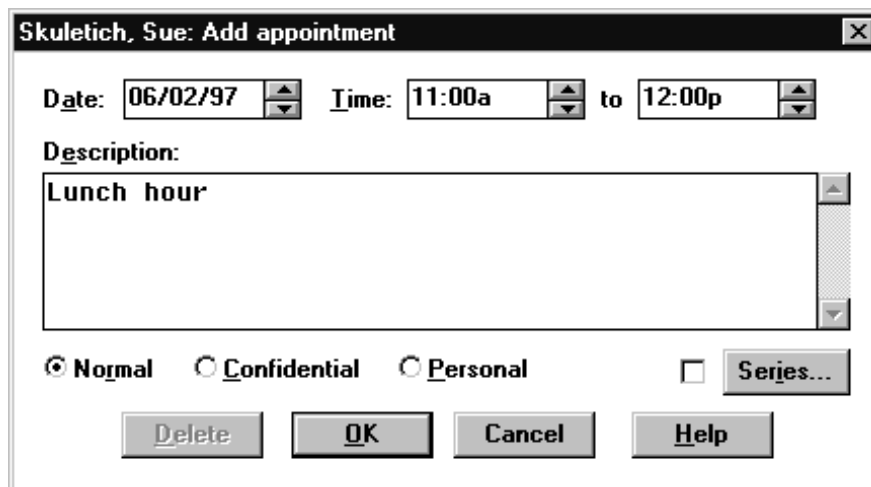 Skuletich, Sue: Add appointment
Date: 06/02/97 Time: 11:00a to 12:00p
Description:
Lunch hour
Normal Confidential Personal Series...
Delete OK Cancel Help